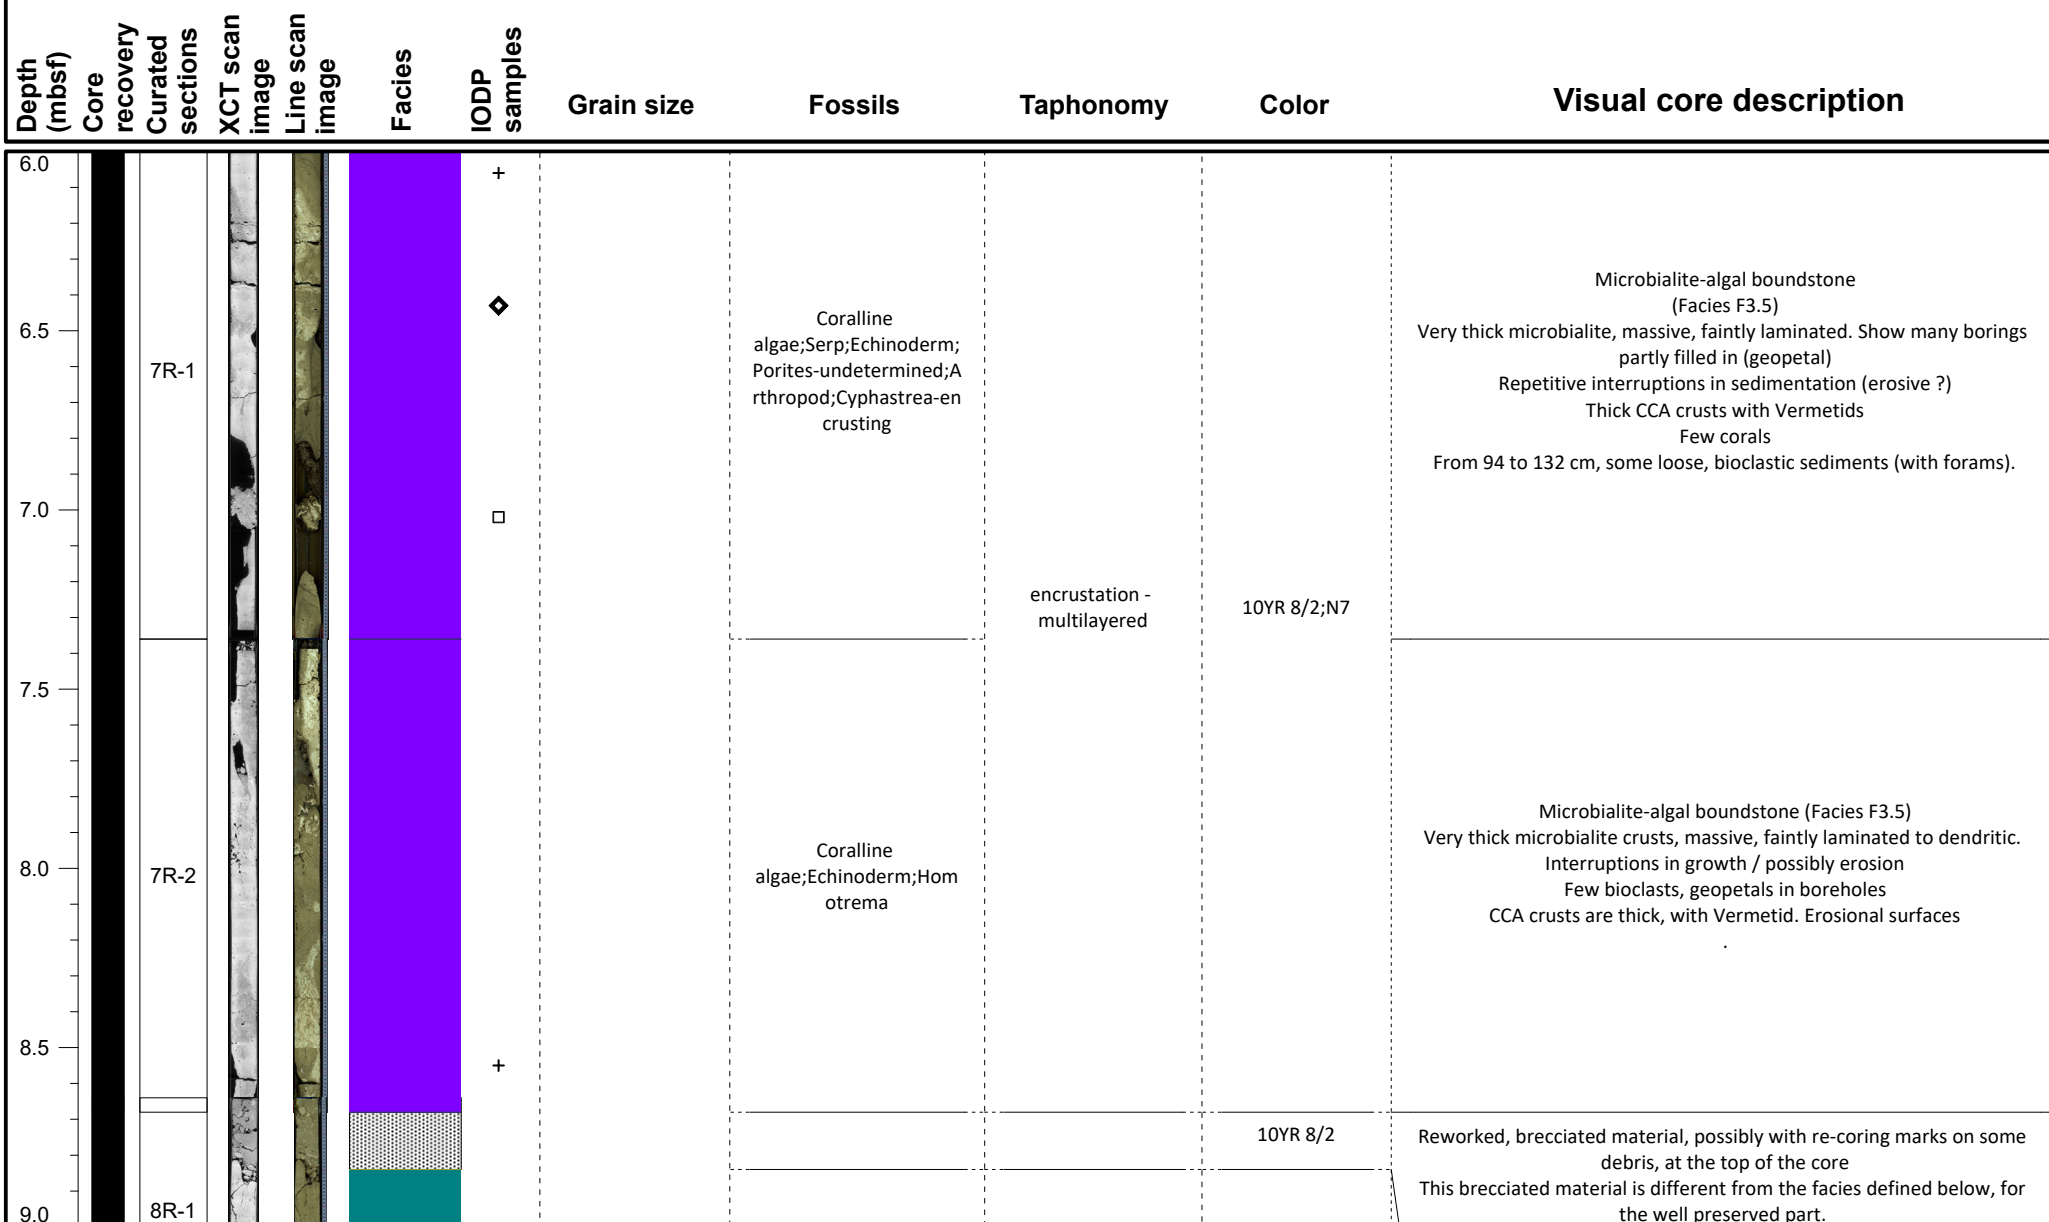 Depth
(mbsf)
Core
recovery
Curated
sections
XCT scan
image
Line scan
image
Facies
IODP
samples
Grain size
Fossils
Taphonomy
Color
Visual core description
6.0
6.5
7.0
7.5
8.0
8.5
9.0
7R-1
7R-2
8R-1
Coralline
algae;Serp;Echinoderm;
Porites-undetermined;A
rthropod;Cyphastrea-en
crusting
Coralline
algae;Echinoderm;Hom
otrema
encrustation -
multilayered
10YR 8/2;N7
10YR 8/2
Microbialite-algal boundstone
(Facies F3.5)
Very thick microbialite, massive, faintly laminated. Show many borings
partly filled in (geopetal)
Repetitive interruptions in sedimentation (erosive ?)
Thick CCA crusts with Vermetids
Few corals
From 94 to 132 cm, some loose, bioclastic sediments (with forams).
Microbialite-algal boundstone (Facies F3.5)
Very thick microbialite crusts, massive, faintly laminated to dendritic.
Interruptions in growth / possibly erosion
Few bioclasts, geopetals in boreholes
CCA crusts are thick, with Vermetid. Erosional surfaces
.
Reworked, brecciated material, possibly with re-coring marks on some
debris, at the top of the core
This brecciated material is different from the facies defined below, for
the well preserved part.